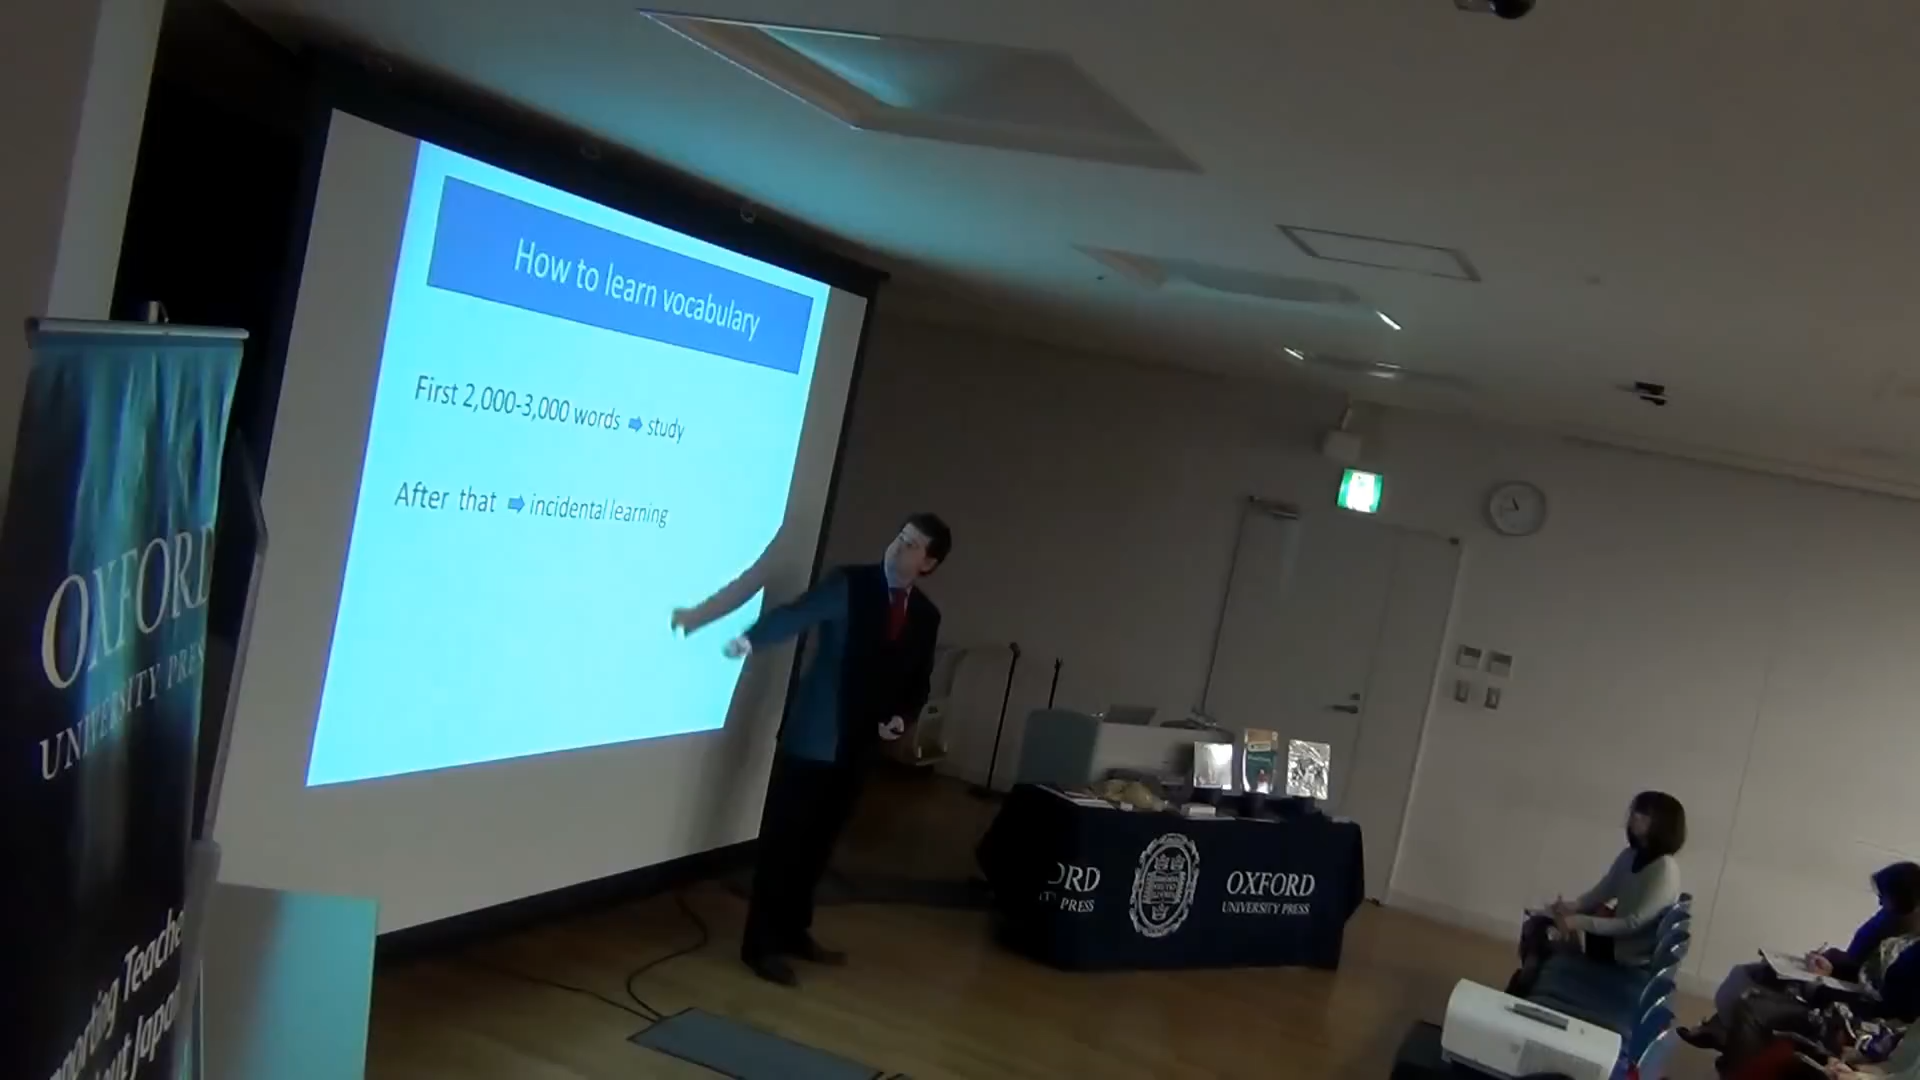 How to learn vocabulary
First 2,000-3,000 words ➡ study
After that ➡ incidental learning
OXFORD
UNIVERSITY PRESS
ORD
PRESS
OXFORD
UNIVERSITY PRESS